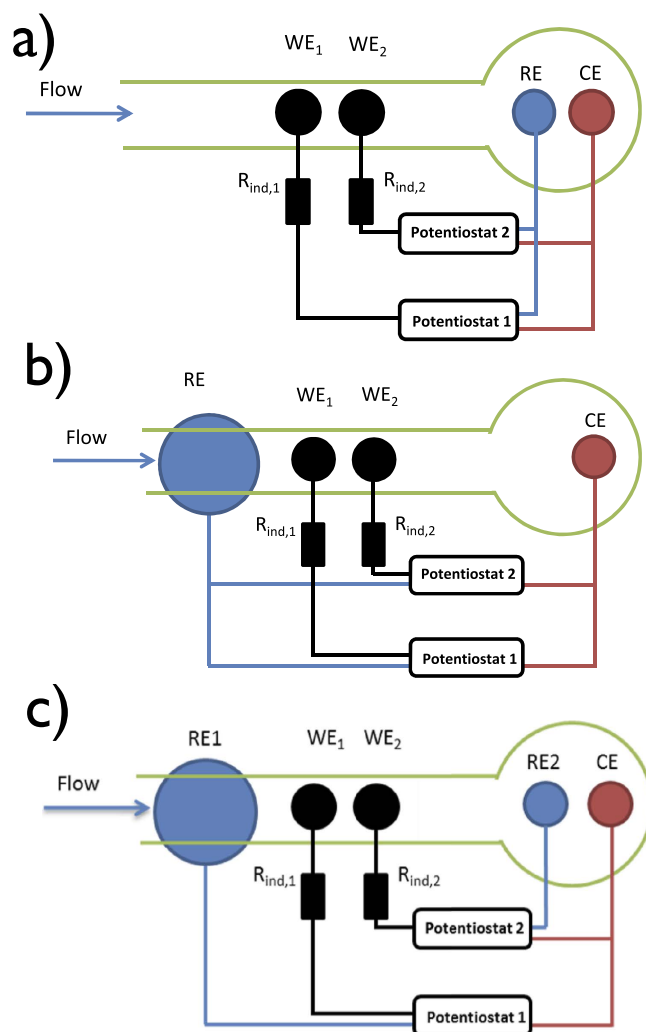 a)
WE1 WE2
RE CE
Flow
Rind,1 Rind,2
Potentiostat 2
Potentiostat 1
b)
RE
WE1 WE2
CE
Flow
Rind,1 Rind,2
Potentiostat 2
Potentiostat 1
c)
RE1 WE1 WE2
RE2 CE
Flow
Rind,1 Rind,2
Potentiostat 2
Potentiostat 1